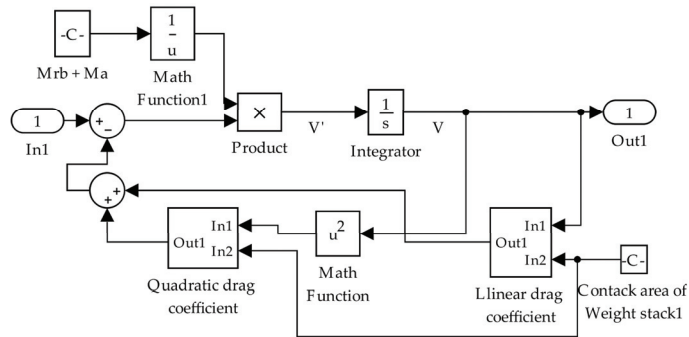 -C-
1
u
Mrb + Ma
Math
Function1
1
In1
+
-
×
Product
V'
1
s
Integrator
V
1
Out1
+
+
Out1
In1
In2
Quadratic drag
coefficient
u2
Math
Function
In1
Out1
In2
Llinear drag
coefficient
-C-
Contack area of
Weight stack1